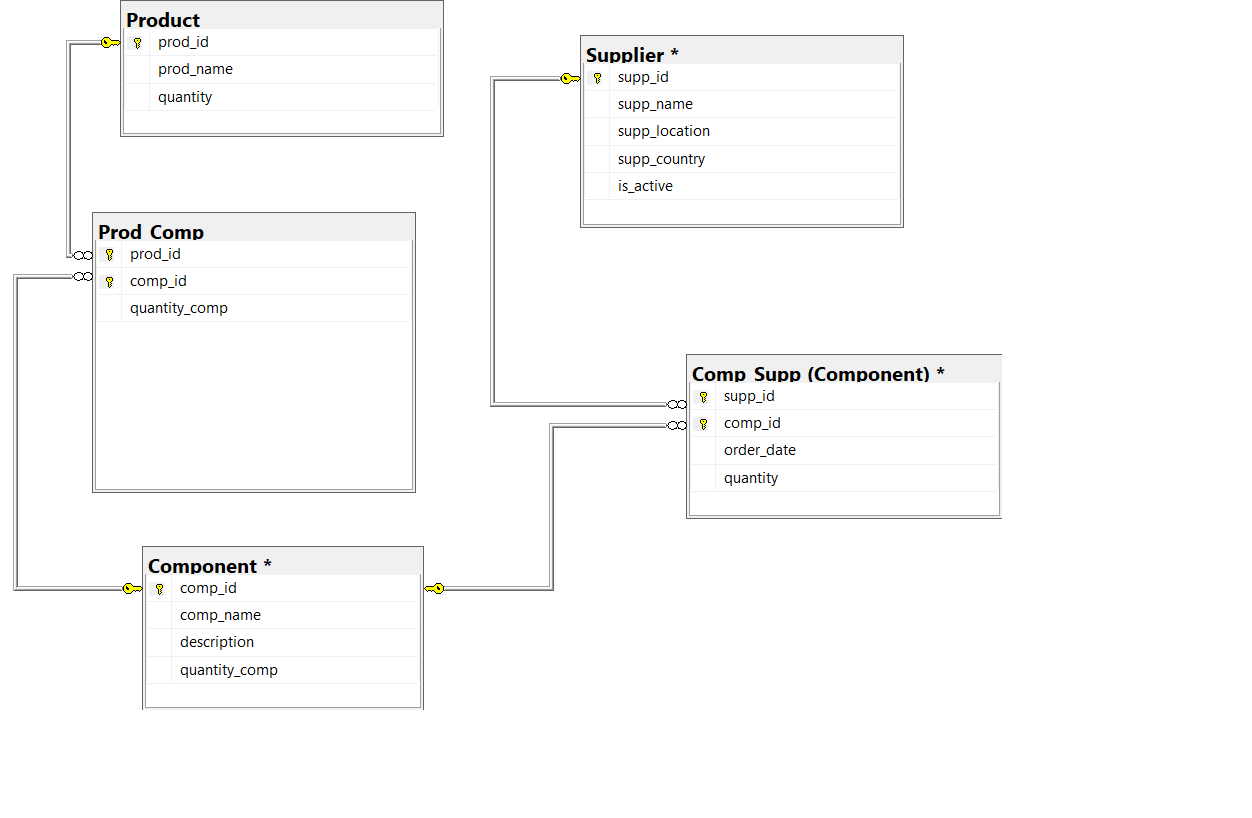 Product
prod_id
prod_name
quantity
Supplier *
supp_id
supp_name
supp_location
supp_country
is_active
Prod_Comp
prod_id
comp_id
quantity_comp
Comp_Supp (Component) *
supp_id
comp_id
order_date
quantity
Component *
comp_id
comp_name
description
quantity_comp